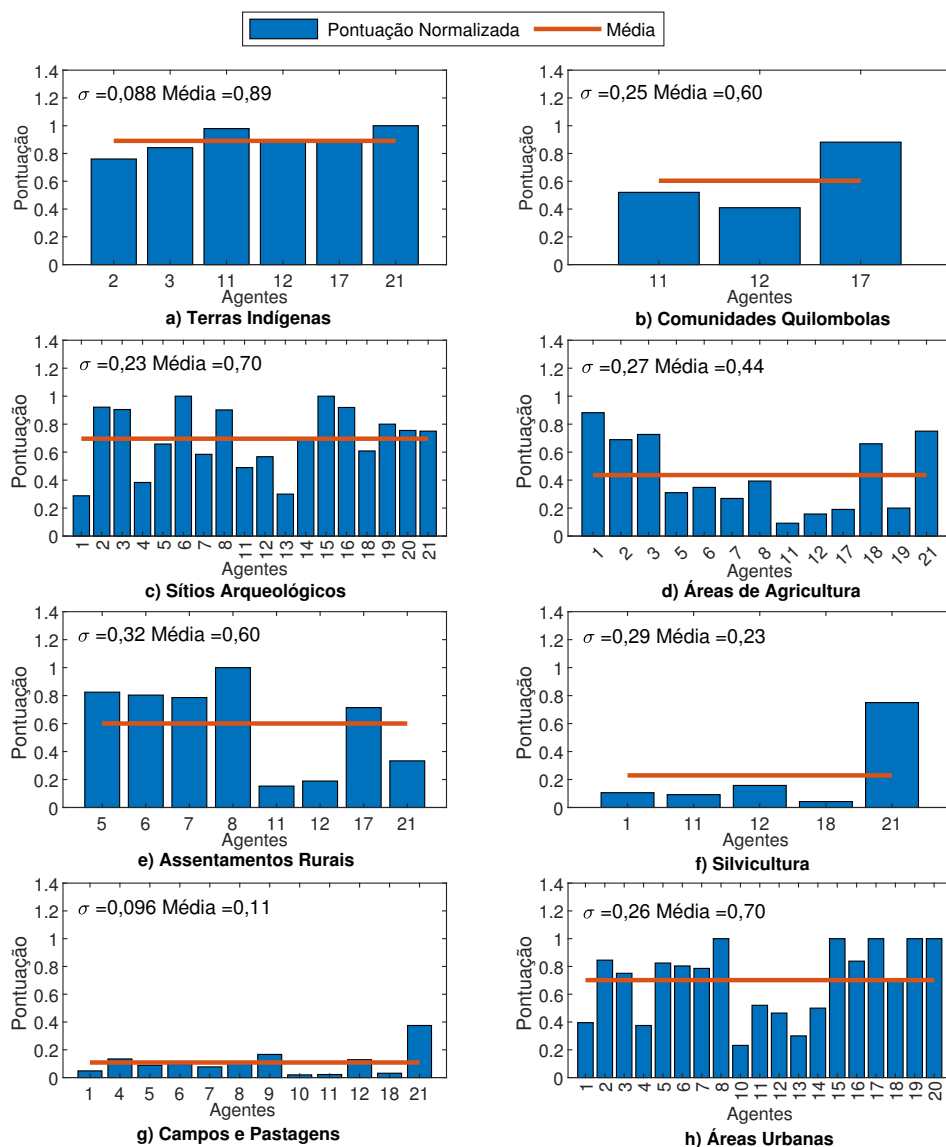 Pontuação Normalizada Média
σ =0,088 Média =0,89
Pontuação
0 0.2 0.4 0.6 0.8 1 1.2 1.4
2 3 11 12 17 21
Agentes
a) Terras Indígenas
σ =0,25 Média =0,60
Pontuação
0 0.2 0.4 0.6 0.8 1 1.2 1.4
11 12 17
Agentes
b) Comunidades Quilombolas
σ =0,23 Média =0,70
Pontuação
0 0.2 0.4 0.6 0.8 1 1.2 1.4
1 2 3 4 5 6 7 8 11 12 13 14 15 16 18 19 20 21
Agentes
c) Sítios Arqueológicos
σ =0,27 Média =0,44
Pontuação
0 0.2 0.4 0.6 0.8 1 1.2 1.4
1 2 3 5 6 7 8 11 12 17 18 19 21
Agentes
d) Áreas de Agricultura
σ =0,32 Média =0,60
Pontuação
0 0.2 0.4 0.6 0.8 1 1.2 1.4
5 6 7 8 11 12 17 21
Agentes
e) Assentamentos Rurais
σ =0,29 Média =0,23
Pontuação
0 0.2 0.4 0.6 0.8 1 1.2 1.4
1 11 12 18 21
Agentes
f) Silvicultura
σ =0,096 Média =0,11
Pontuação
0 0.2 0.4 0.6 0.8 1 1.2 1.4
1 4 5 6 7 8 9 10 11 12 18 21
Agentes
g) Campos e Pastagens
σ =0,26 Média =0,70
Pontuação
0 0.2 0.4 0.6 0.8 1 1.2 1.4
1 2 3 4 5 6 7 8 10 11 12 13 14 15 16 17 18 19 20
Agentes
h) Áreas Urbanas